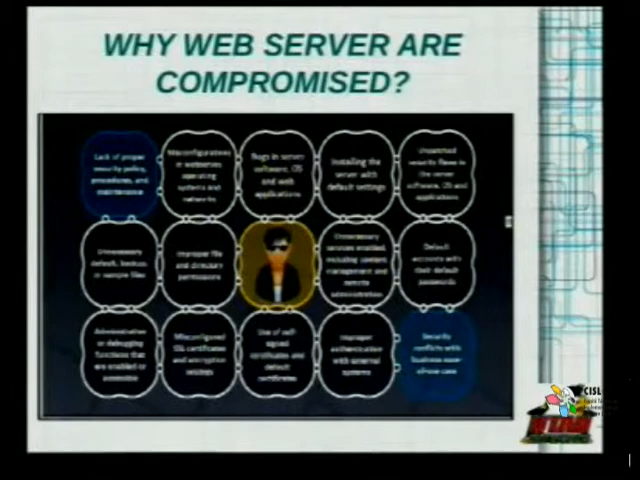 WHY WEB SERVER ARE
COMPROMISED?
Lack of proper
security policy,
procedures, and
maintenance
Misconfigurations
in webserver,
operating
systems and
networks
Bugs in server
software, OS
and web
applications
Installing the
server with
default settings
Unpatched
security flaws in
the server
software, OS and
applications
Unnecessary
default, backup,
or sample files
Improper file
and directory
permissions
Unnecessary
services enabled,
including content
management and
remote
administration
Default
accounts with
their default
passwords
Administrative
or debugging
functions that
are enabled or
accessible
Misconfigured
SSL certificates
and encryption
settings
Use of self-
signed
certificates and
default
certificates
Improper
authentication
with external
systems
Security
conflicts with
business ease-
of-use case
CISL